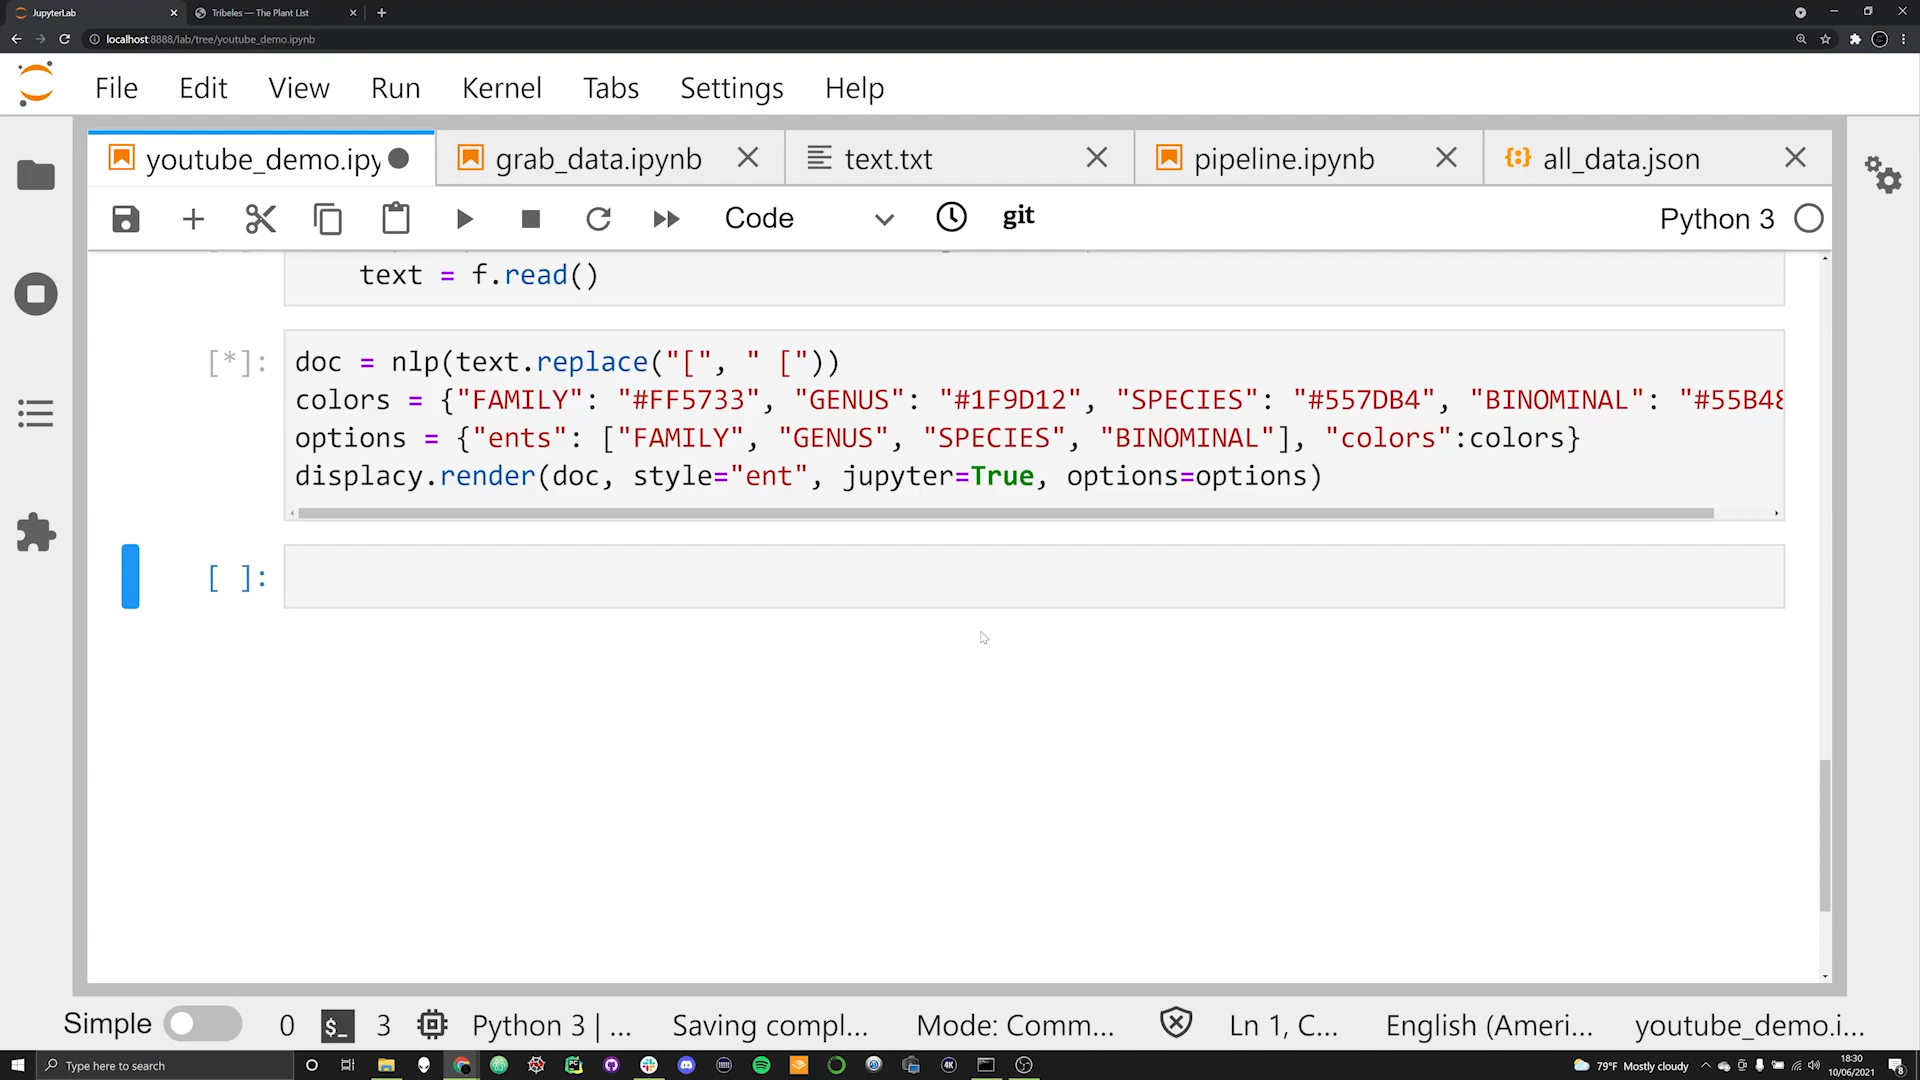 JupyterLab
Tribeles — The Plant List
localhost:8888/lab/tree/youtube_demo.ipynb
File Edit View Run Kernel Tabs Settings Help
youtube_demo.ipy
grab_data.ipynb
text.txt
pipeline.ipynb
all_data.json
Code
git
Python 3
text = f.read()
[*]:
doc = nlp(text.replace("[", " ["))
colors = {"FAMILY": "#FF5733", "GENUS": "#1F9D12", "SPECIES": "#557DB4", "BINOMINAL": "#55B48
options = {"ents": ["FAMILY", "GENUS", "SPECIES", "BINOMINAL"], "colors":colors}
displacy.render(doc, style="ent", jupyter=True, options=options)
[ ]:
Simple 0 $_ 3 Python 3 | ... Saving compl... Mode: Comm... Ln 1, C... English (Ameri... youtube_demo.i...
Type here to search
79°F Mostly cloudy
18:30
10/06/2021